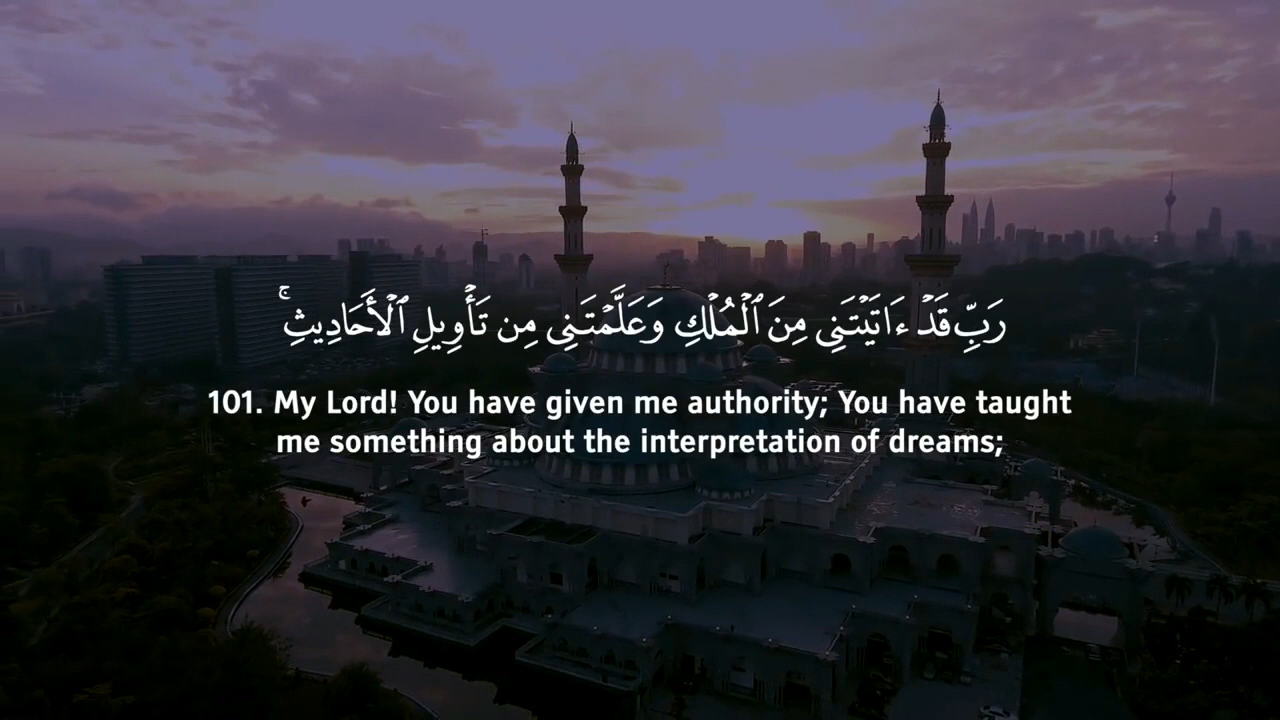 رَبِّ قَدۡ ءَاتَيۡتَنِي مِنَ ٱلۡمُلۡكِ وَعَلَّمۡتَنِي مِن تَأۡوِيلِ ٱلۡأَحَادِيثِۚ
101. My Lord! You have given me authority; You have taught
me something about the interpretation of dreams;